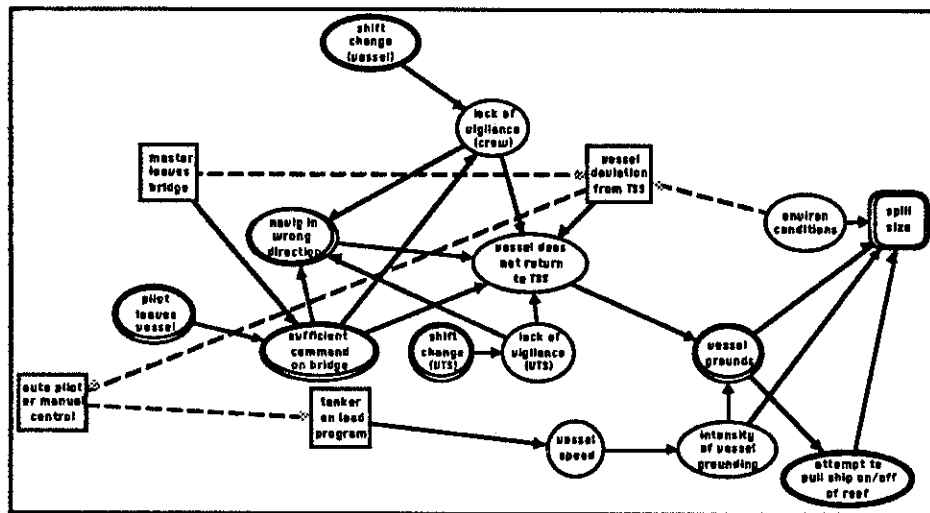 shift
change
(vessel)
lack of
vigilance
(crew)
master
leaves
bridge
vessel
deviation
from TSS
navig in
wrong
direction
vessel does
not return
to TSS
environ
conditions
spill
size
pilot
leaves
vessel
sufficient
command
on bridge
shift
change
(VTS)
lack of
vigilance
(VTS)
vessel
grounds
auto pilot
or manual
control
tanker
on load
program
vessel
speed
intensity
of vessel
grounding
attempt to
pull ship on/off
of reef